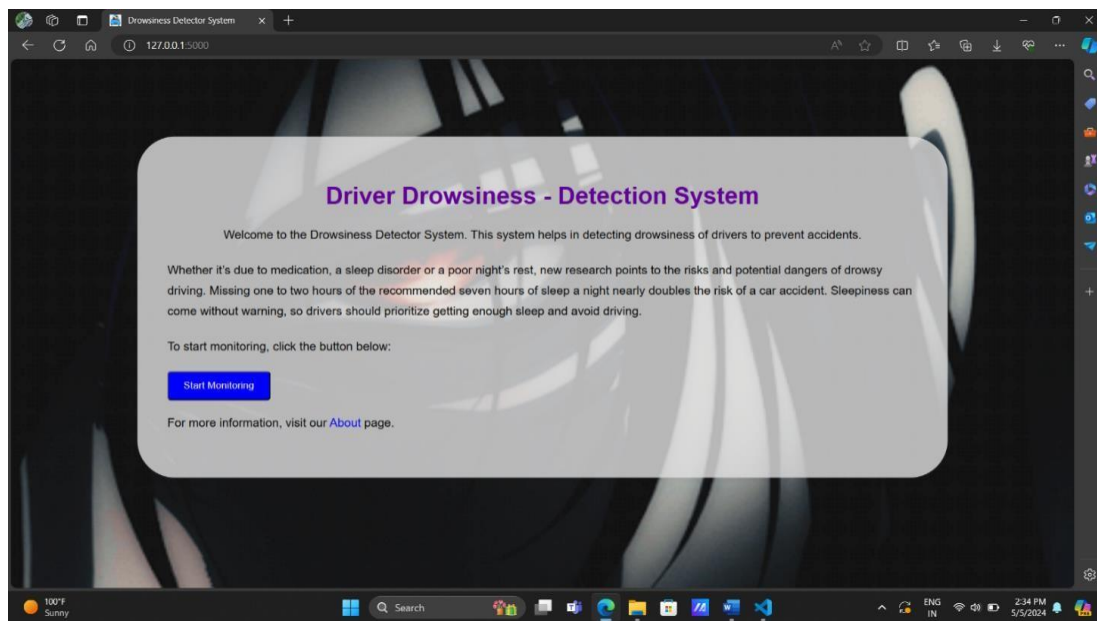 Drowsiness Detector System
127.0.0.1:5000
Driver Drowsiness - Detection System
Welcome to the Drowsiness Detector System. This system helps in detecting drowsiness of drivers to prevent accidents.
Whether it's due to medication, a sleep disorder or a poor night's rest, new research points to the risks and potential dangers of drowsy
driving. Missing one to two hours of the recommended seven hours of sleep a night nearly doubles the risk of a car accident. Sleepiness can
come without warning, so drivers should prioritize getting enough sleep and avoid driving.
To start monitoring, click the button below:
Start Monitoring
For more information, visit our About page.
100°F
Sunny
Search
ENG
IN
2:34 PM
5/5/2024